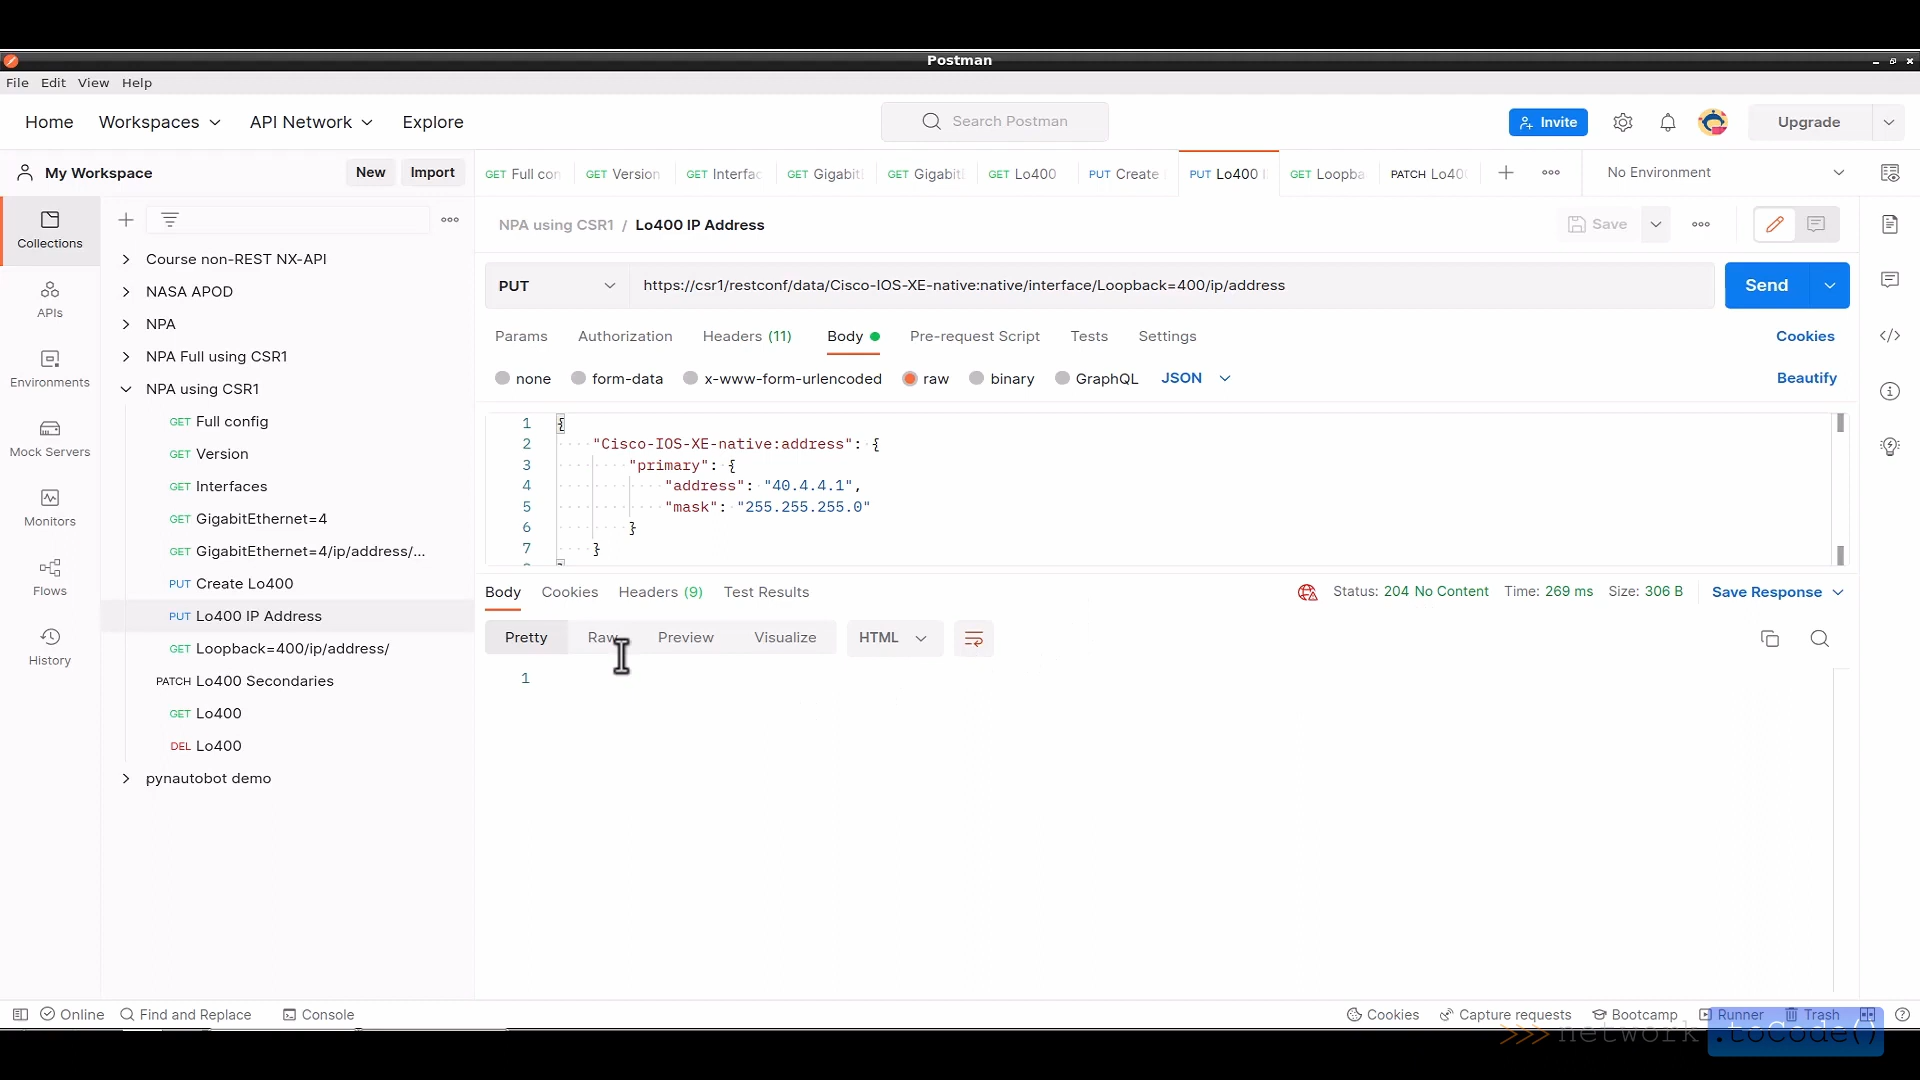 Postman
File Edit View Help
Home Workspaces API Network Explore Search Postman Invite Upgrade
My Workspace New Import
GET Full con GET Version GET Interfac GET Gigabit GET Gigabit GET Lo400 PUT Create PUT Lo400 GET Loopba PATCH Lo40 No Environment
Collections
APIs
Environments
Mock Servers
Monitors
Flows
History
Course non-REST NX-API
NASA APOD
NPA
NPA Full using CSR1
NPA using CSR1
GET Full config
GET Version
GET Interfaces
GET GigabitEthernet=4
GET GigabitEthernet=4/ip/address/...
PUT Create Lo400
PUT Lo400 IP Address
GET Loopback=400/ip/address/
PATCH Lo400 Secondaries
GET Lo400
DEL Lo400
pynautobot demo
NPA using CSR1 / Lo400 IP Address Save
PUT https://csr1/restconf/data/Cisco-IOS-XE-native:native/interface/Loopback=400/ip/address Send
Params Authorization Headers (11) Body Pre-request Script Tests Settings Cookies
none form-data x-www-form-urlencoded raw binary GraphQL JSON Beautify
1 {
2 "Cisco-IOS-XE-native:address": {
3 "primary": {
4 "address": "40.4.4.1",
5 "mask": "255.255.255.0"
6 }
7 }
Body Cookies Headers (9) Test Results Status: 204 No Content Time: 269 ms Size: 306 B Save Response
Pretty Raw Preview Visualize HTML
1
Online Find and Replace Console Cookies Capture requests Bootcamp Runner Trash
>>> network .toCode()